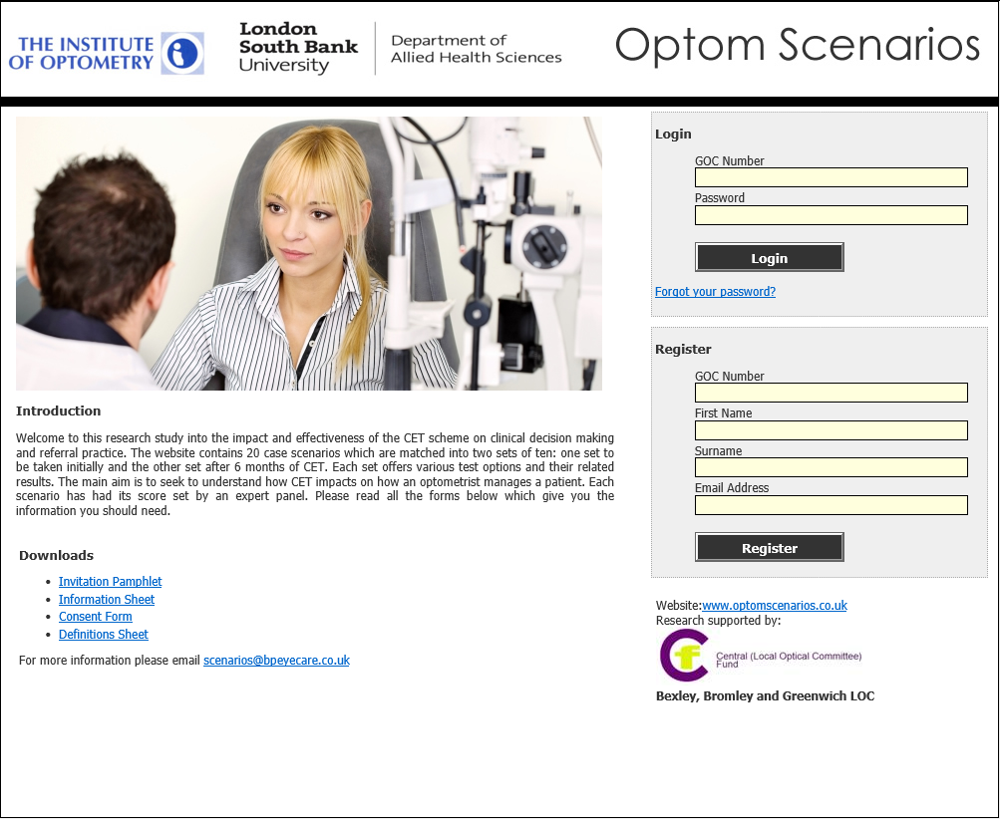 THE INSTITUTE
OF OPTOMETRY
i
London
South Bank
University
Department of
Allied Health Sciences
Optom Scenarios
Introduction
Welcome to this research study into the impact and effectiveness of the CET scheme on clinical decision making
and referral practice. The website contains 20 case scenarios which are matched into two sets of ten: one set to
be taken initially and the other set after 6 months of CET. Each set offers various test options and their related
results. The main aim is to seek to understand how CET impacts on how an optometrist manages a patient. Each
scenario has had its score set by an expert panel. Please read all the forms below which give you the
information you should need.
Downloads
• Invitation Pamphlet
• Information Sheet
• Consent Form
• Definitions Sheet
For more information please email scenarios@bpeyecare.co.uk
Login
GOC Number
Password
Login
Forgot your password?
Register
GOC Number
First Name
Surname
Email Address
Register
Website:www.optomscenarios.co.uk
Research supported by:
Cf
Central (Local Optical Committee)
Fund
Bexley, Bromley and Greenwich LOC